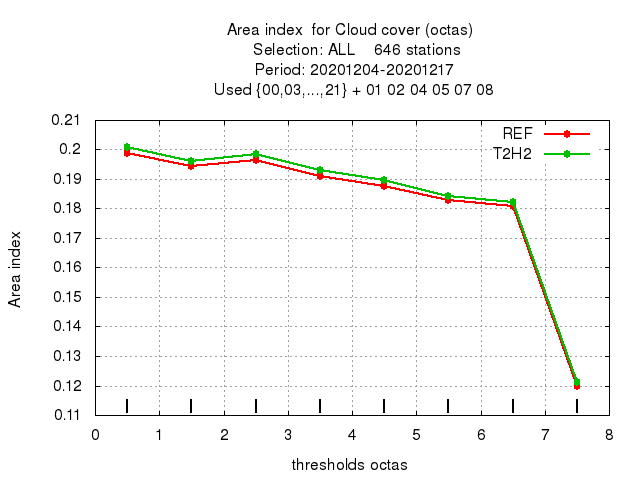 Area index  for Cloud cover (octas)
Selection: ALL    646 stations
Period: 20201204-20201217
Used {00,03,...,21} + 01 02 04 05 07 08
REF
T2H2
0.21
0.2
0.19
0.18
0.17
0.16
0.15
0.14
0.13
0.12
0.11
Area index
0 1 2 3 4 5 6 7 8
thresholds octas